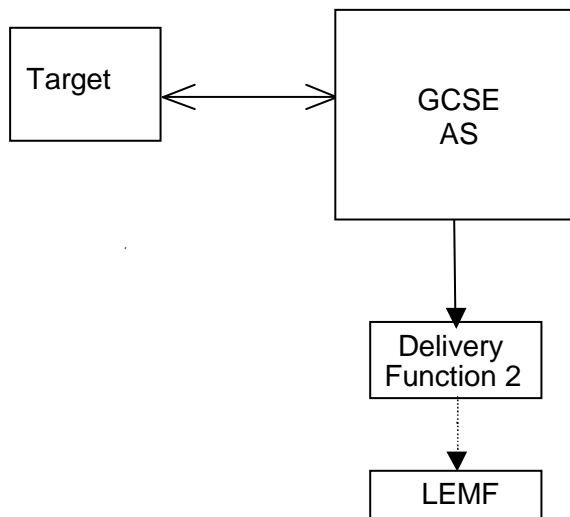 Target
GCSE
AS
Delivery
Function 2
LEMF